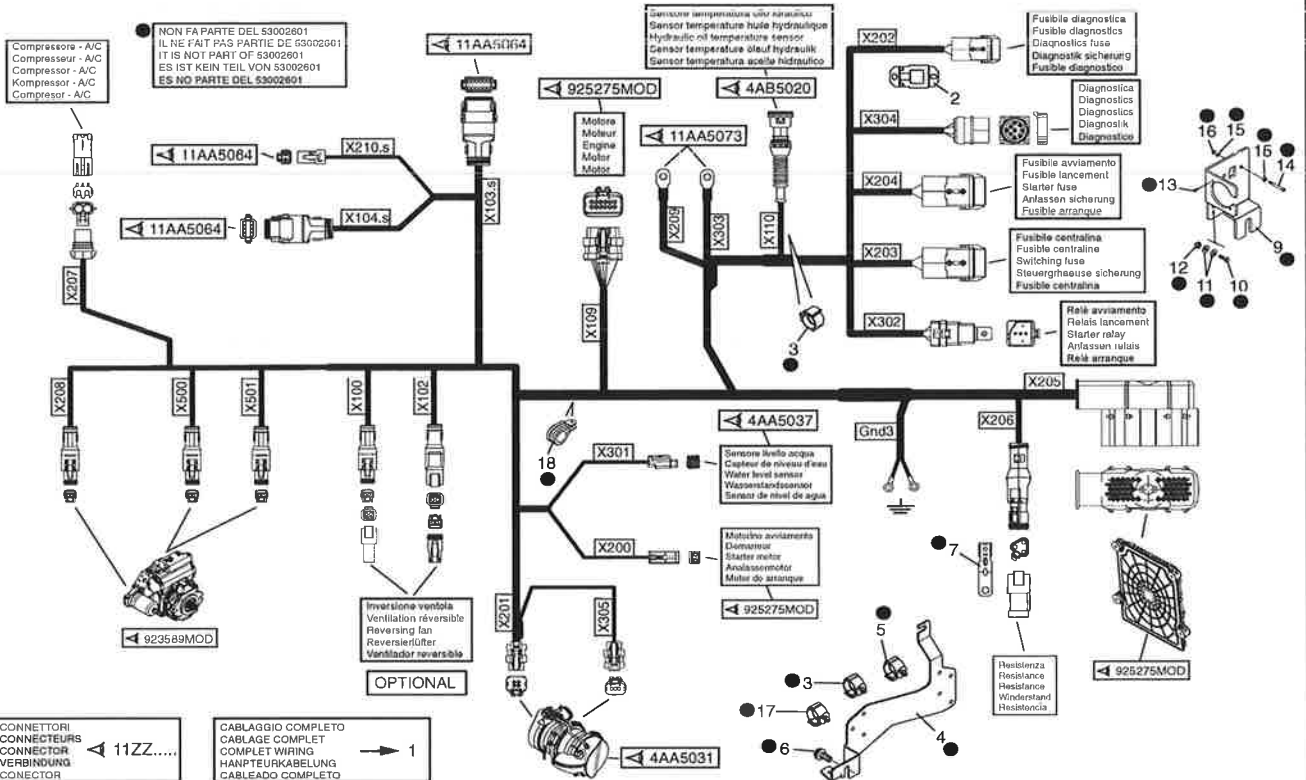 Compressore - A/C
Compresseur - A/C
Compressor - A/C
Kompressor - A/C
Compresor - A/C
NON FA PARTE DEL 53002601
IL NE FAIT PAS PARTIE DE 53002601
IT IS NOT PART OF 53002601
ES IST KEIN TEIL VON 53002601
ES NO PARTE DEL 53002601
11AA5064
11AA5064
X210.s
11AA5064
X104.s
X103.s
X207
925275MOD
Motore
Moteur
Engine
Motor
Motor
X109
Sensore temperatura olio idraulico
Sensor temperature huile hydraulique
Hydraulic oil temperature sensor
Sensor temperature öleuf hydraulik
Sensor temperatura aceite hidraulico
4AB5020
11AA5073
X209
X303
X110
3
X202
Fusibile diagnostica
Fusible diagnostics
Diagnostics fuse
Diagnostik sicherung
Fusible diagnostico
2
X304
Diagnostica
Diagnostics
Diagnostics
Diagnostik
Diagnostico
X204
Fusibile avviamento
Fusible lancement
Starter fuse
Anlassen sicherung
Fusible arranque
X203
Fusibile centralina
Fusible centraline
Switching fuse
Steuergrhaeuse sicherung
Fusible centralina
X302
Relè avviamento
Relais lancement
Starter relay
Anlassen relais
Relè arranque
16
15
15
14
13
9
12
11
10
X208
X500
X501
X100
X102
923589MOD
Inversione ventola
Ventilation réversible
Reversing fan
Reversierlüfter
Ventilador reversible
OPTIONAL
18
X301
4AA5037
Sensore livello acqua
Capteur de niveau d'eau
Water level sensor
Wasserstandssensor
Sensor de nivel de agua
X200
Motorino avviamento
Demarreur
Starter motor
Analassermotor
Motor de arranque
925275MOD
X201
X305
4AA5031
Gnd3
X205
X206
7
Resistenza
Resistance
Resistance
Winderstand
Resistencia
925275MOD
5
3
17
6
4
CONNETTORI
CONNECTEURS
CONNECTOR
VERBINDUNG
CONECTOR
11ZZ.....
CABLAGGIO COMPLETO
CABLAGE COMPLET
COMPLET WIRING
HANPTEURKABELUNG
CABLEADO COMPLETO
1